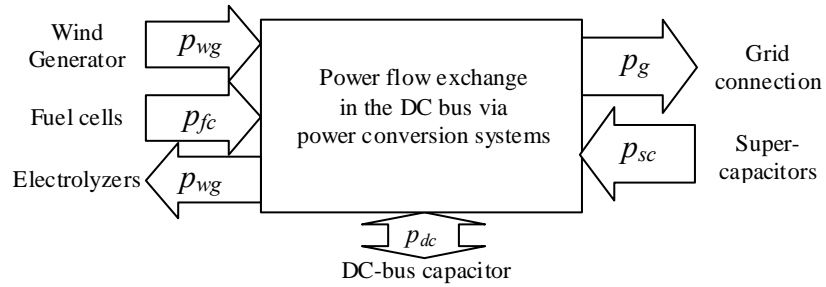 Wind
Generator
p_wg
Fuel cells
p_fc
Electrolyzers
p_wg
Power flow exchange
in the DC bus via
power conversion systems
p_g
Grid
connection
p_sc
Super-
capacitors
p_dc
DC-bus capacitor